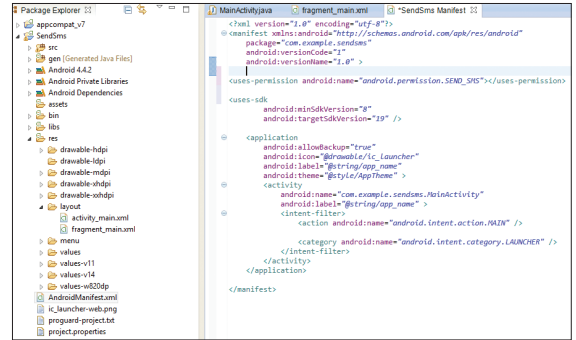 Package Explorer
appcompat_v7
SendSms
src
gen [Generated Java Files]
Android 4.4.2
Android Private Libraries
Android Dependencies
assets
bin
libs
res
drawable-hdpi
drawable-ldpi
drawable-mdpi
drawable-xhdpi
drawable-xxhdpi
layout
activity_main.xml
fragment_main.xml
menu
values
values-v11
values-v14
values-w820dp
AndroidManifest.xml
ic_launcher-web.png
proguard-project.txt
project.properties
MainActivity.java fragment_main.xml *SendSms Manifest
<?xml version="1.0" encoding="utf-8"?>
<manifest xmlns:android="http://schemas.android.com/apk/res/android"
package="com.example.sendsms"
android:versionCode="1"
android:versionName="1.0" >
<uses-permission android:name="android.permission.SEND_SMS"></uses-permission>
<uses-sdk
android:minSdkVersion="8"
android:targetSdkVersion="19" />
<application
android:allowBackup="true"
android:icon="@drawable/ic_launcher"
android:label="@string/app_name"
android:theme="@style/AppTheme" >
<activity
android:name="com.example.sendsms.MainActivity"
android:label="@string/app_name" >
<intent-filter>
<action android:name="android.intent.action.MAIN" />
<category android:name="android.intent.category.LAUNCHER" />
</intent-filter>
</activity>
</application>
</manifest>